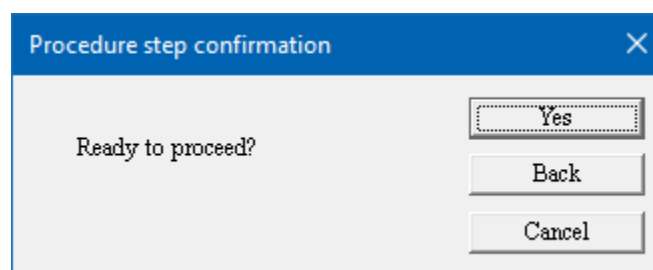 Procedure step confirmation
Ready to proceed?
Yes
Back
Cancel